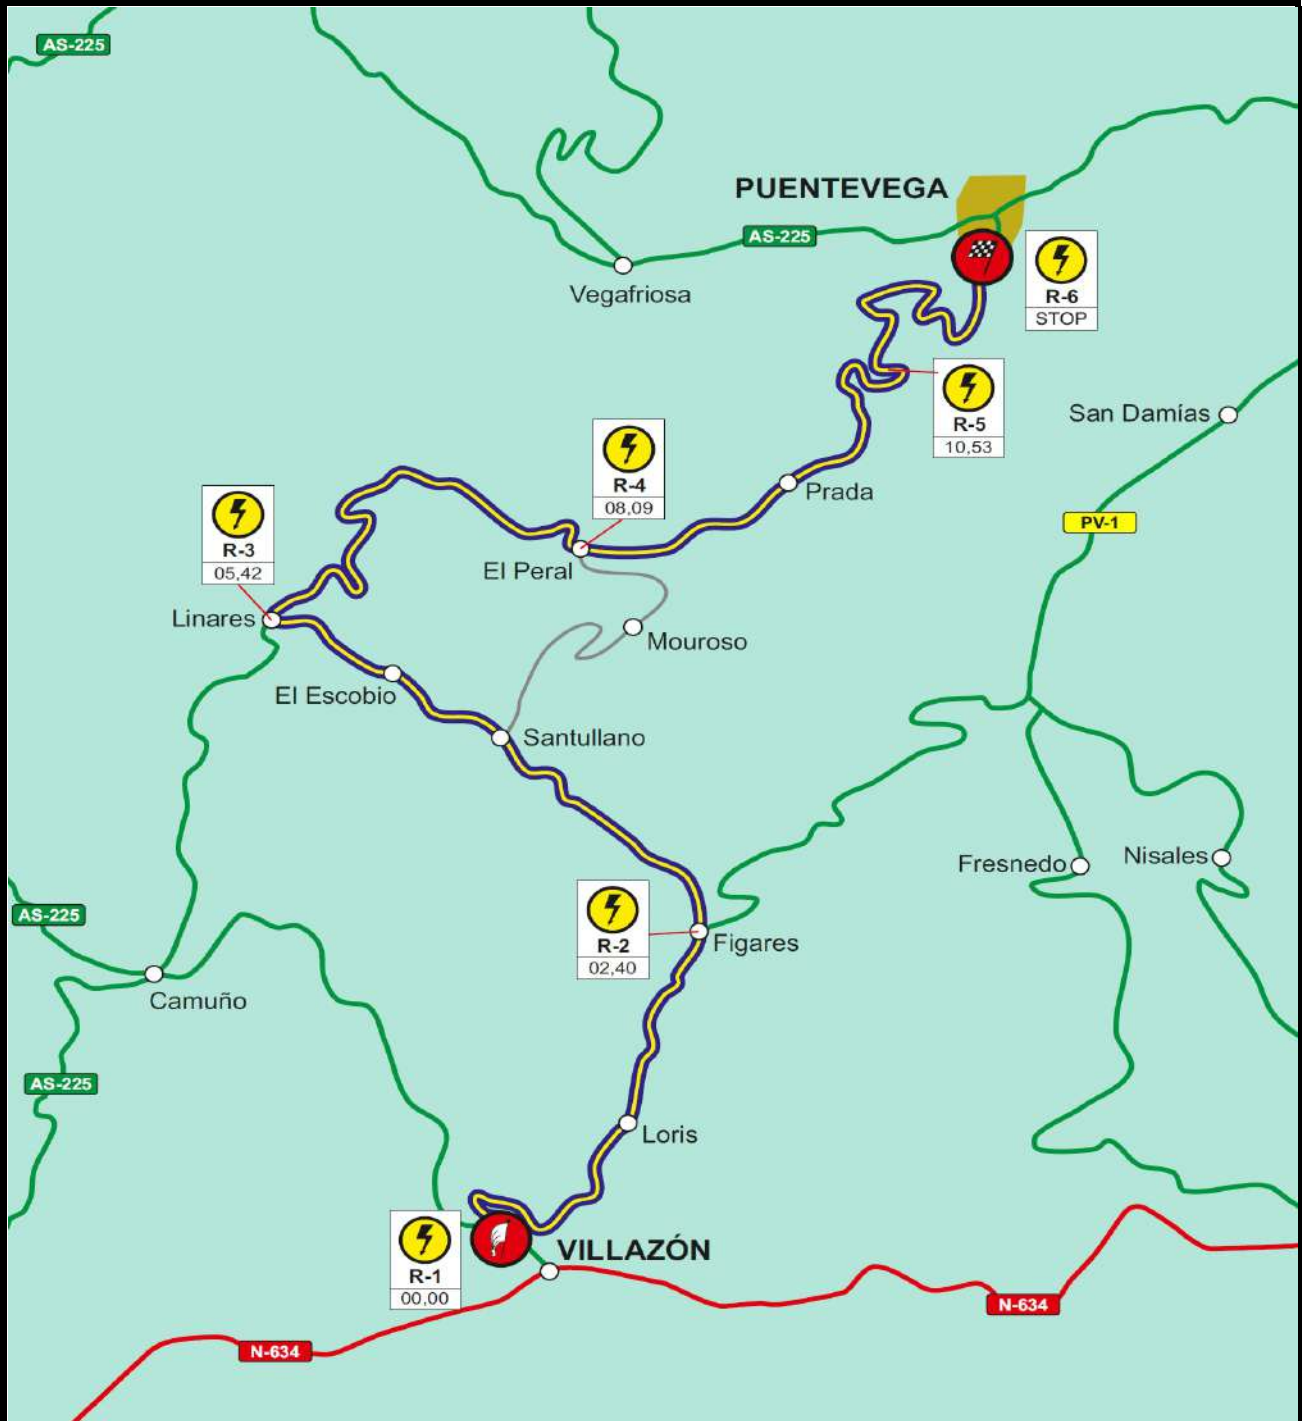 AS-225
PUENTEVEGA
AS-225
Vegafriosa
R-6
STOP
R-5
10,53
San Damías
R-4
08,09
Prada
PV-1
R-3
05,42
El Peral
Linares
Mouroso
El Escobio
Santullano
Fresnedo
Nisales
AS-225
R-2
02,40
Figares
Camuño
AS-225
Loris
VILLAZÓN
R-1
00,00
N-634
N-634